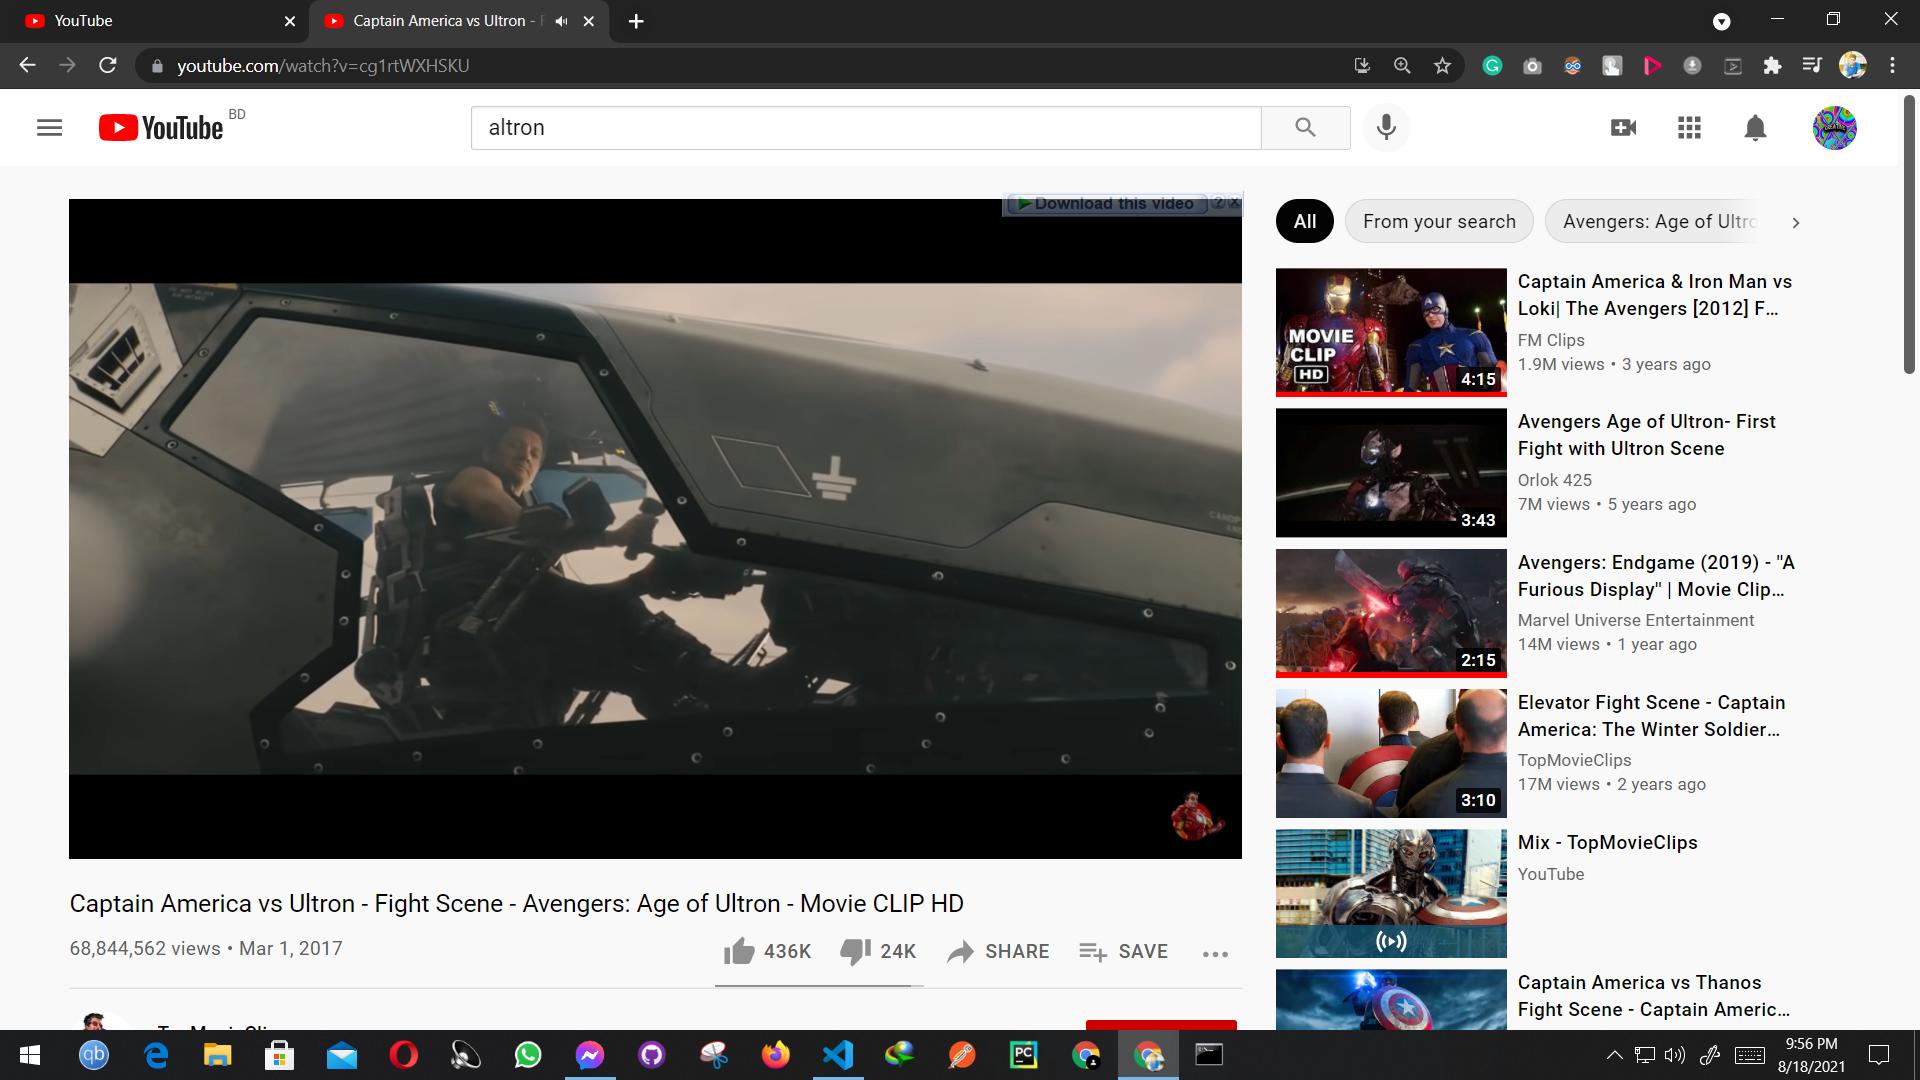 YouTube
Captain America vs Ultron -
youtube.com/watch?v=cg1rtWXHSKU
YouTube BD
altron
Download this video
All
From your search
Avengers: Age of Ultro
MOVIE
CLIP
HD
4:15
Captain America & Iron Man vs
Loki| The Avengers [2012] F...
FM Clips
1.9M views • 3 years ago
3:43
Avengers Age of Ultron- First
Fight with Ultron Scene
Orlok 425
7M views • 5 years ago
2:15
Avengers: Endgame (2019) - "A
Furious Display" | Movie Clip...
Marvel Universe Entertainment
14M views • 1 year ago
3:10
Elevator Fight Scene - Captain
America: The Winter Soldier...
TopMovieClips
17M views • 2 years ago
Mix - TopMovieClips
YouTube
Captain America vs Thanos
Fight Scene - Captain Americ...
Captain America vs Ultron - Fight Scene - Avengers: Age of Ultron - Movie CLIP HD
68,844,562 views • Mar 1, 2017
436K
24K
SHARE
SAVE
qb
PC
9:56 PM
8/18/2021